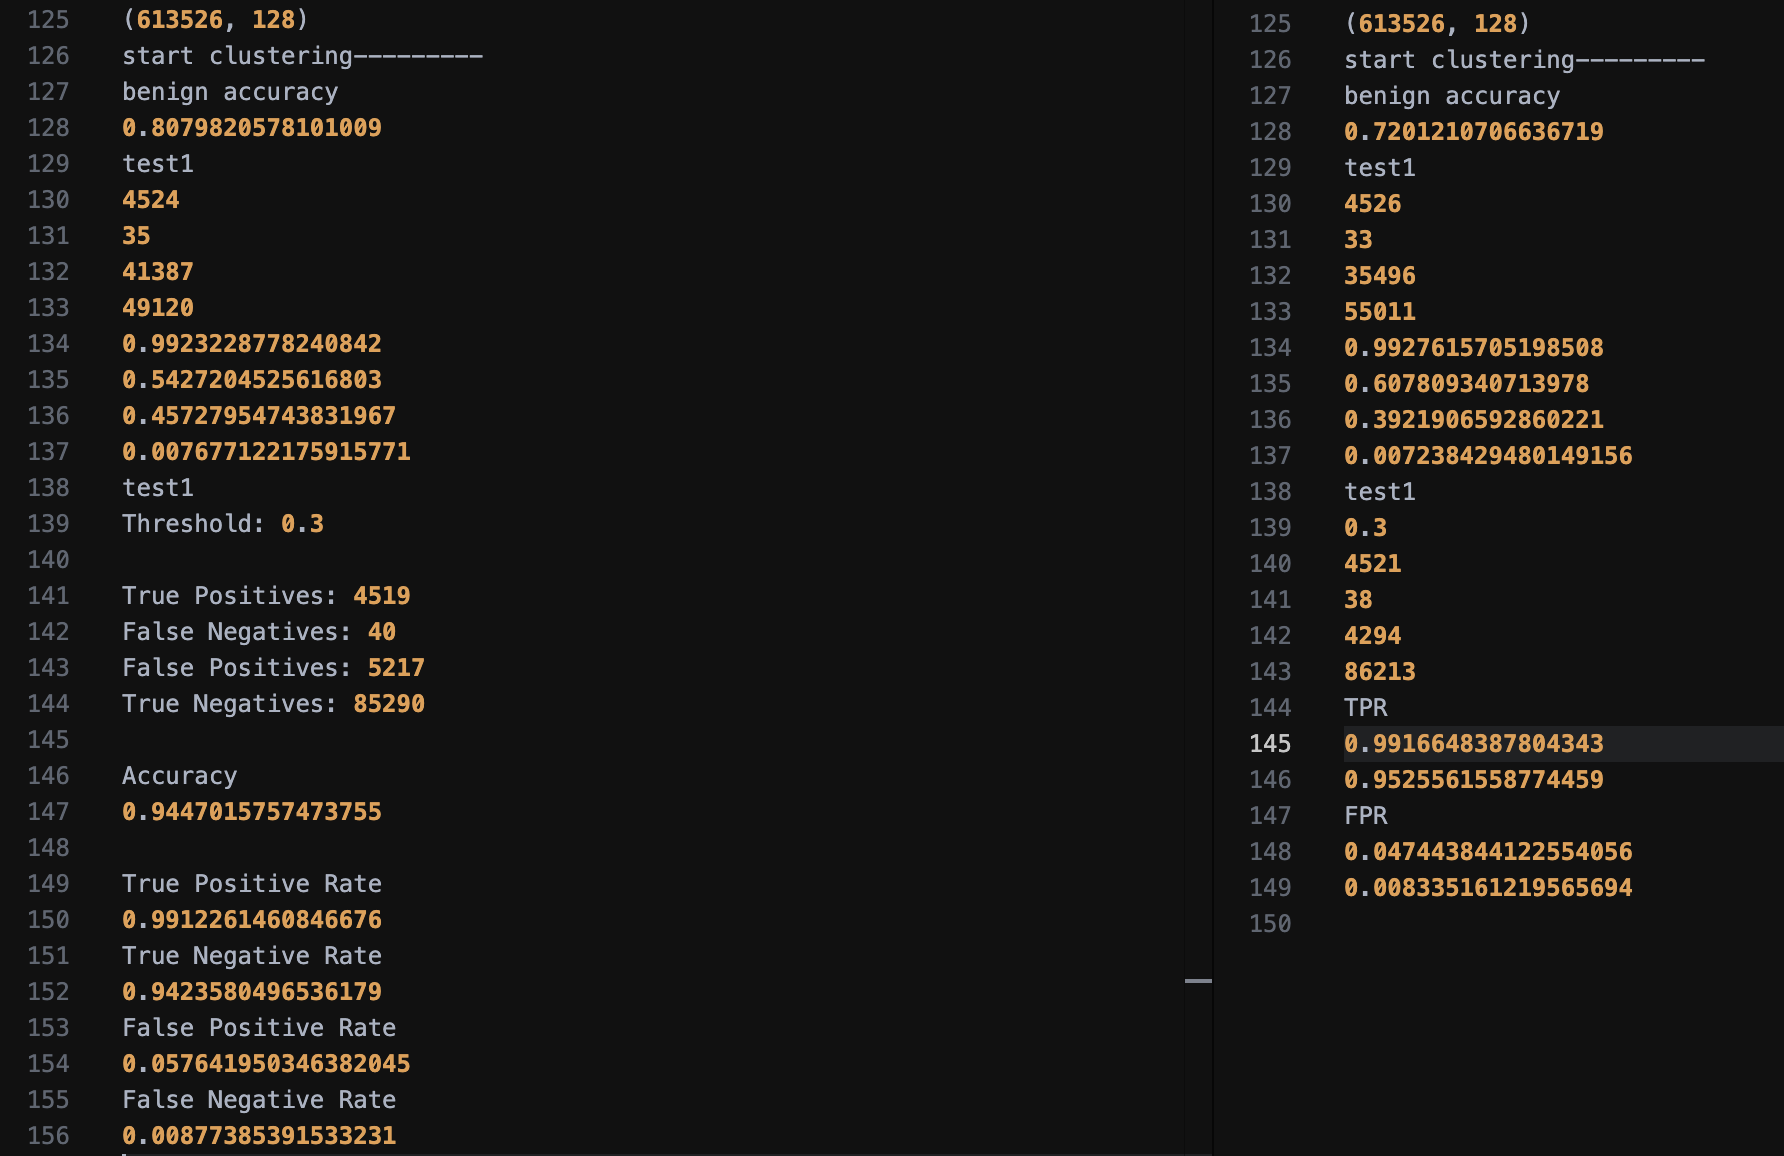 125 (613526, 128)
126 start clustering---------
127 benign accuracy
128 0.8079820578101009
129 test1
130 4524
131 35
132 41387
133 49120
134 0.9923228778240842
135 0.5427204525616803
136 0.45727954743831967
137 0.007677122175915771
138 test1
139 Threshold: 0.3
140
141 True Positives: 4519
142 False Negatives: 40
143 False Positives: 5217
144 True Negatives: 85290
145
146 Accuracy
147 0.9447015757473755
148
149 True Positive Rate
150 0.9912261460846676
151 True Negative Rate
152 0.9423580496536179
153 False Positive Rate
154 0.057641950346382045
155 False Negative Rate
156 0.00877385391533231
125 (613526, 128)
126 start clustering---------
127 benign accuracy
128 0.7201210706636719
129 test1
130 4526
131 33
132 35496
133 55011
134 0.9927615705198508
135 0.607809340713978
136 0.3921906592860221
137 0.007238429480149156
138 test1
139 0.3
140 4521
141 38
142 4294
143 86213
144 TPR
145 0.9916648387804343
146 0.9525561558774459
147 FPR
148 0.047443844122554056
149 0.008335161219565694
150